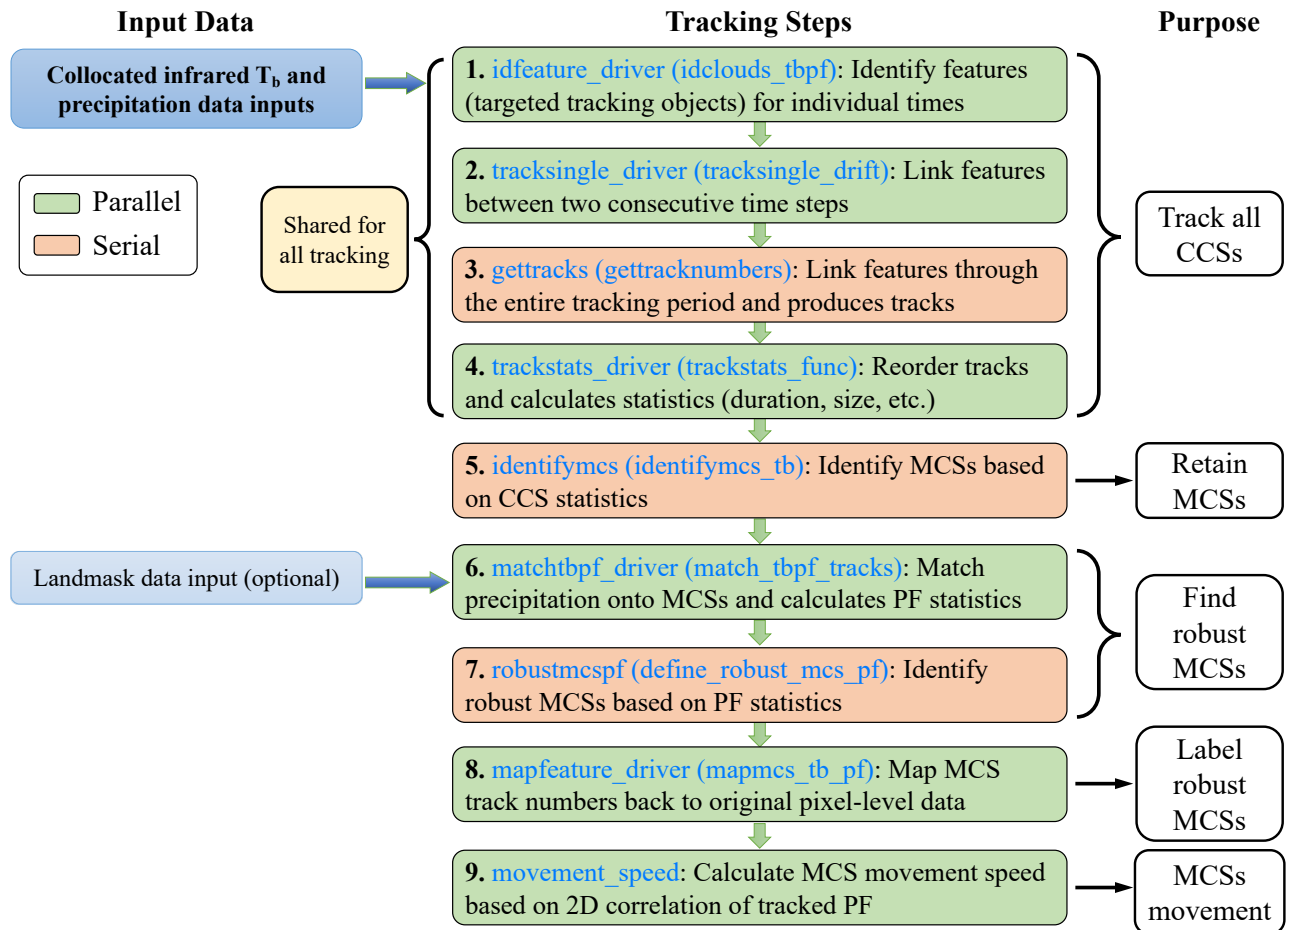 Input Data
Tracking Steps
Purpose
Collocated infrared Tb and
precipitation data inputs
Parallel
Serial
Shared for
all tracking
1. idfeature_driver (idclouds_tbpf): Identify features
(targeted tracking objects) for individual times
2. tracksingle_driver (tracksingle_drift): Link features
between two consecutive time steps
3. gettracks (gettracknumbers): Link features through
the entire tracking period and produces tracks
4. trackstats_driver (trackstats_func): Reorder tracks
and calculates statistics (duration, size, etc.)
Track all
CCSs
5. identifymcs (identifymcs_tb): Identify MCSs based
on CCS statistics
Retain
MCSs
Landmask data input (optional)
6. matchtbpf_driver (match_tbpf_tracks): Match
precipitation onto MCSs and calculates PF statistics
7. robustmcspf (define_robust_mcs_pf): Identify
robust MCSs based on PF statistics
Find
robust
MCSs
8. mapfeature_driver (mapmcs_tb_pf): Map MCS
track numbers back to original pixel-level data
Label
robust
MCSs
9. movement_speed: Calculate MCS movement speed
based on 2D correlation of tracked PF
MCSs
movement